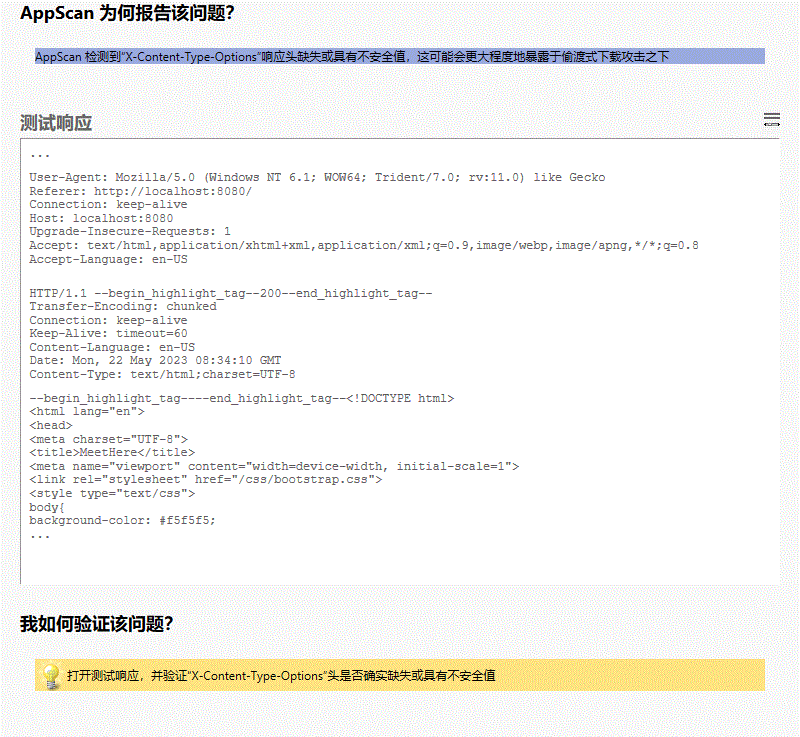 AppScan 为何报告该问题?
AppScan 检测到"X-Content-Type-Options"响应头缺失或具有不安全值，这可能会更大程度地暴露于偷渡式下载攻击之下
测试响应
...
User-Agent: Mozilla/5.0 (Windows NT 6.1; WOW64; Trident/7.0; rv:11.0) like Gecko
Referer: http://localhost:8080/
Connection: keep-alive
Host: localhost:8080
Upgrade-Insecure-Requests: 1
Accept: text/html,application/xhtml+xml,application/xml;q=0.9,image/webp,image/apng,*/*;q=0.8
Accept-Language: en-US
HTTP/1.1 --begin_highlight_tag--200--end_highlight_tag--
Transfer-Encoding: chunked
Connection: keep-alive
Keep-Alive: timeout=60
Content-Language: en-US
Date: Mon, 22 May 2023 08:34:10 GMT
Content-Type: text/html;charset=UTF-8
--begin_highlight_tag----end_highlight_tag--<!DOCTYPE html>
<html lang="en">
<head>
<meta charset="UTF-8">
<title>MeetHere</title>
<meta name="viewport" content="width=device-width, initial-scale=1">
<link rel="stylesheet" href="/css/bootstrap.css">
<style type="text/css">
body{
background-color: #f5f5f5;
...
我如何验证该问题?
打开测试响应，并验证"X-Content-Type-Options"头是否确实缺失或具有不安全值